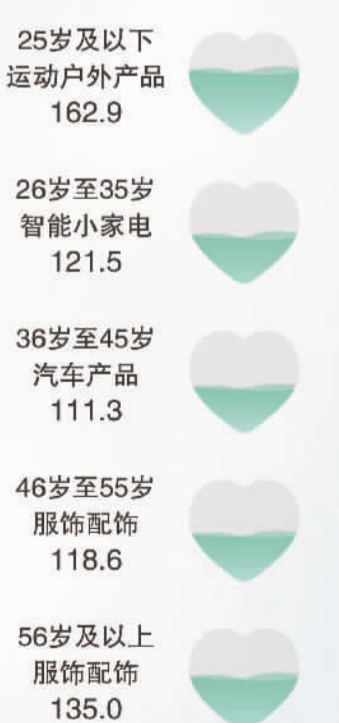 25岁及以下
运动户外产品
162.9
26岁至35岁
智能小家电
121.5
36岁至45岁
汽车产品
111.3
46岁至55岁
服饰配饰
118.6
56岁及以上
服饰配饰
135.0